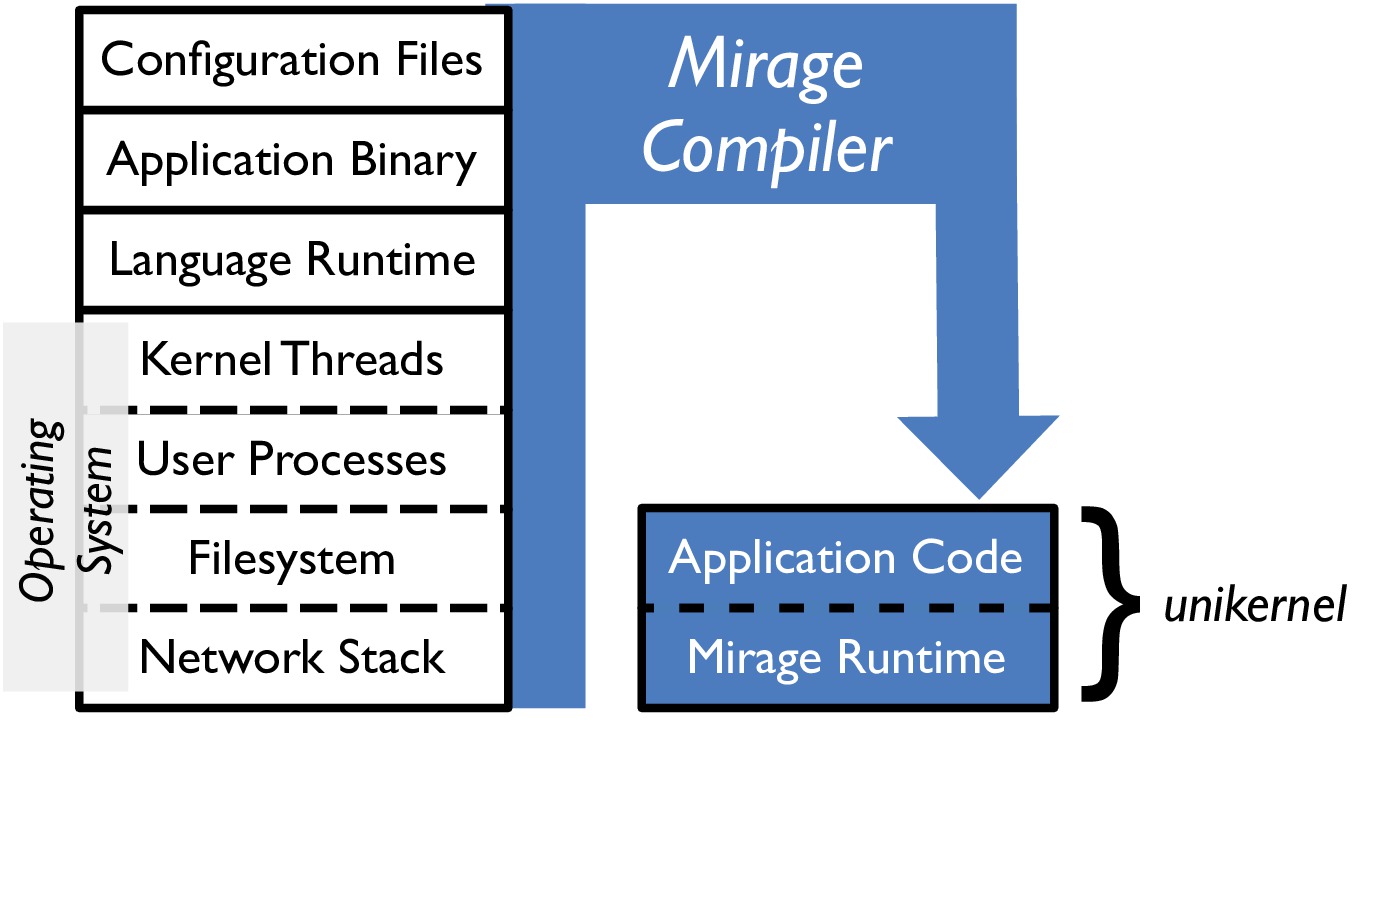 Configuration Files
Application Binary
Language Runtime
Kernel Threads
User Processes
Filesystem
Network Stack
Operating
System
Mirage
Compiler
Application Code
Mirage Runtime
unikernel